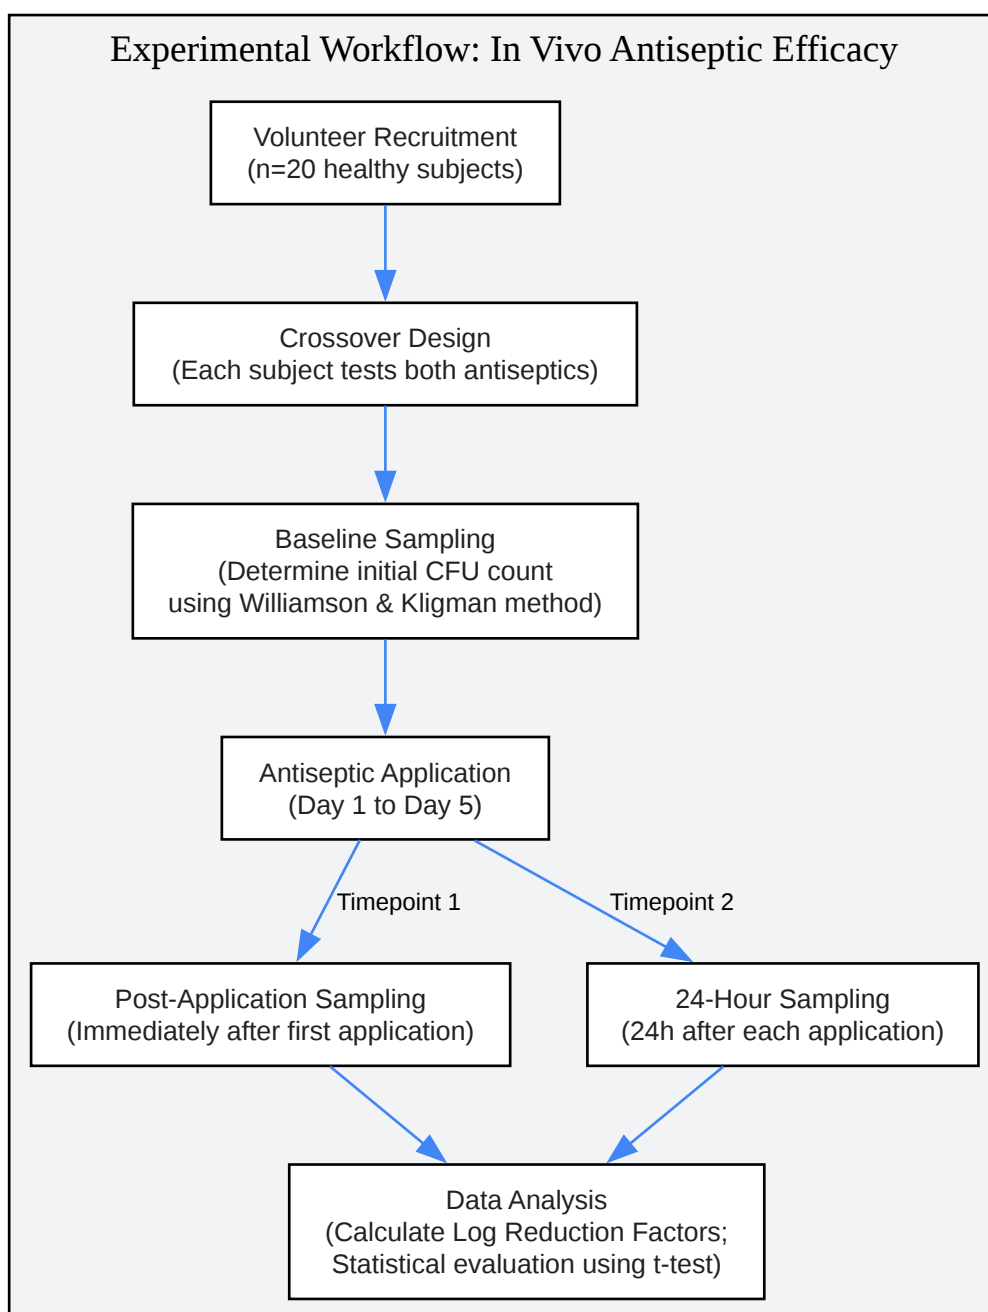 Experimental Workflow: In Vivo Antiseptic Efficacy
Volunteer Recruitment
(n=20 healthy subjects)
Crossover Design
(Each subject tests both antiseptics)
Baseline Sampling
(Determine initial CFU count
using Williamson & Kligman method)
Antiseptic Application
(Day 1 to Day 5)
Timepoint 1
Timepoint 2
Post-Application Sampling
(Immediately after first application)
24-Hour Sampling
(24h after each application)
Data Analysis
(Calculate Log Reduction Factors;
Statistical evaluation using t-test)